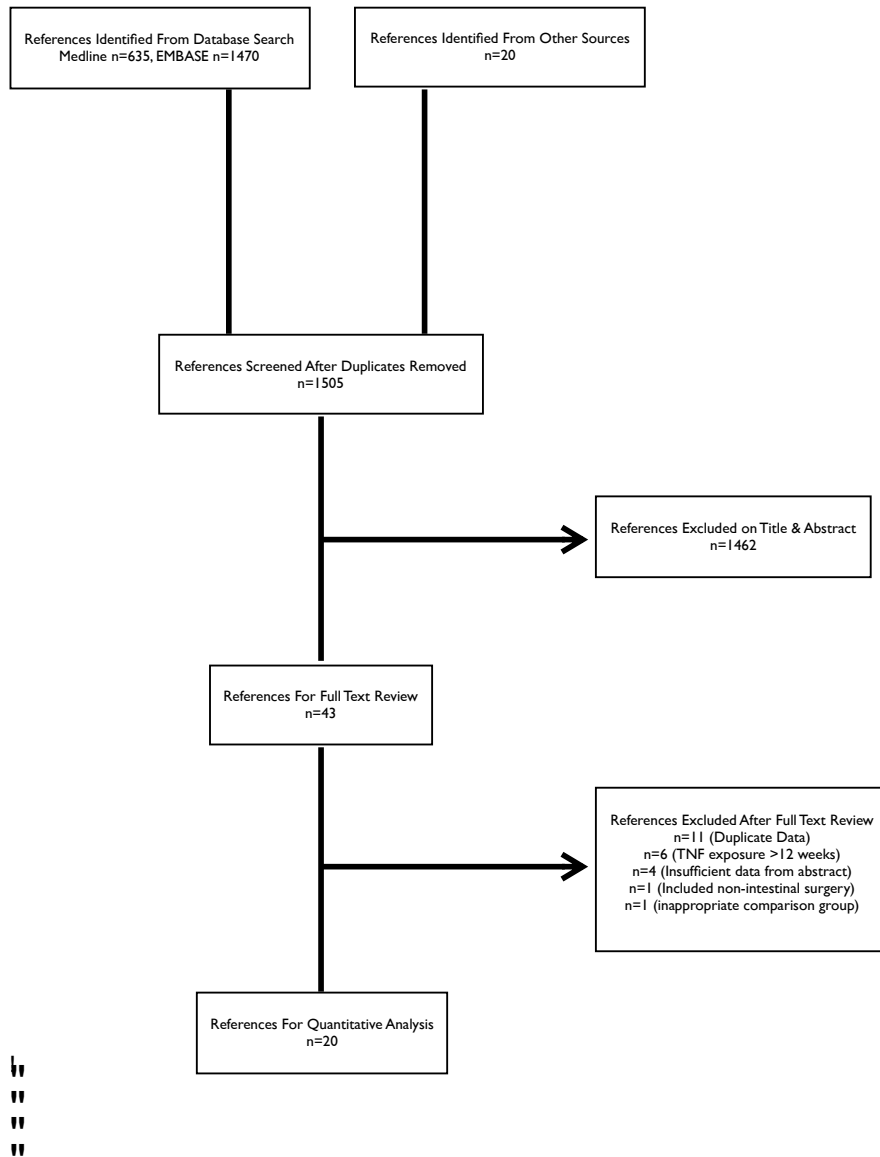 References Identified From Database Search
Medline n=635, EMBASE n=1470
References Identified From Other Sources
n=20
References Screened After Duplicates Removed
n=1505
References Excluded on Title & Abstract
n=1462
References For Full Text Review
n=43
References Excluded After Full Text Review
n=11 (Duplicate Data)
n=6 (TNF exposure >12 weeks)
n=4 (Insufficient data from abstract)
n=1 (Included non-intestinal surgery)
n=1 (inappropriate comparison group)
References For Quantitative Analysis
n=20
"
"
"
"